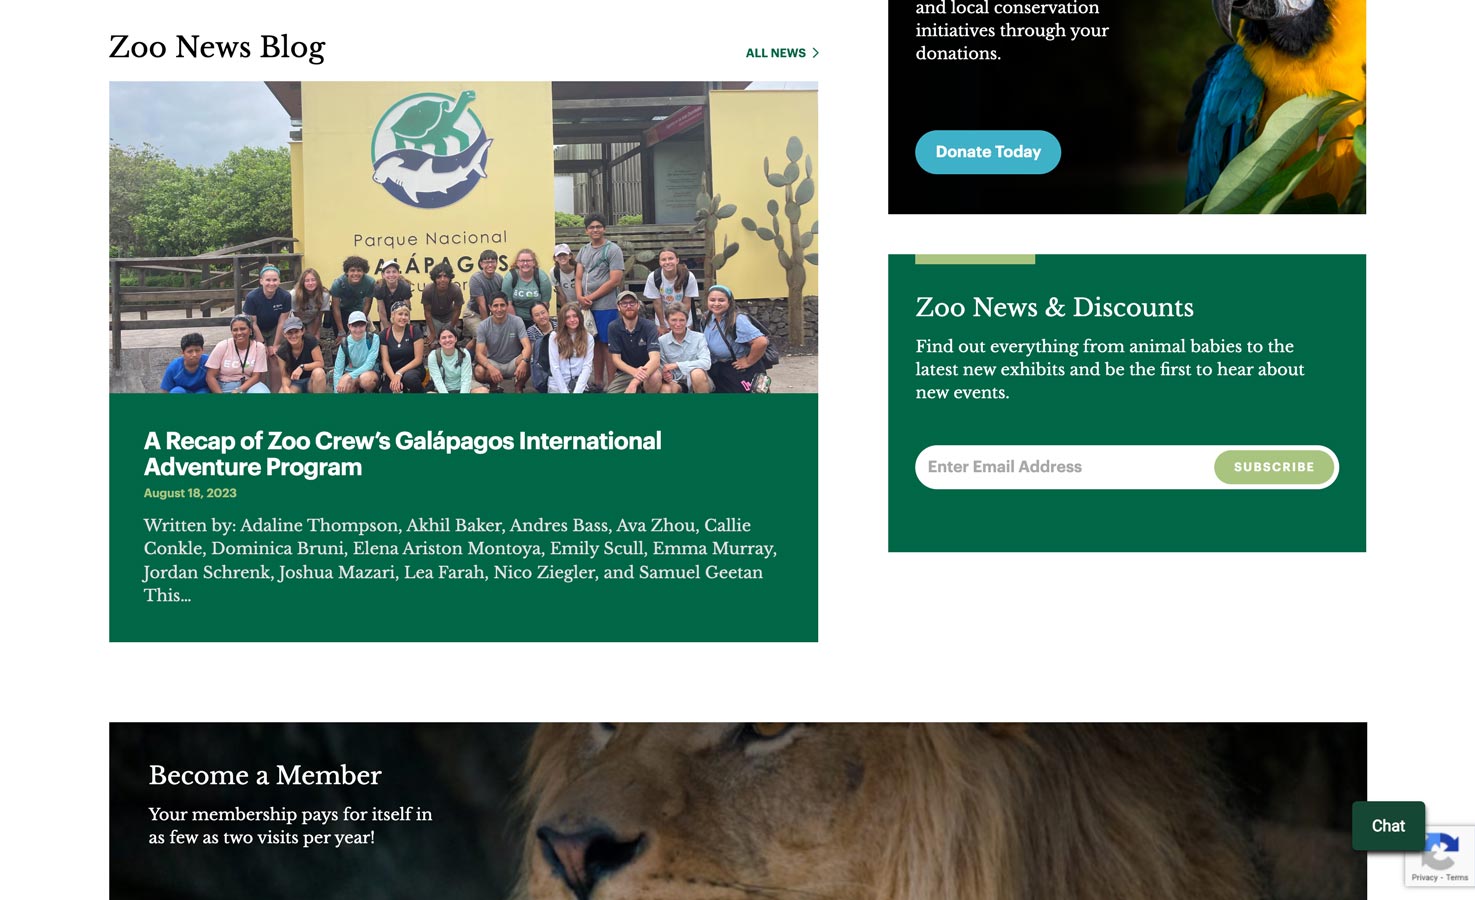 Zoo News Blog
ALL NEWS
Parque Nacional
GALÁPAGOS
ecos
ecos
A Recap of Zoo Crew’s Galápagos International
Adventure Program
August 18, 2023
Written by: Adaline Thompson, Akhil Baker, Andres Bass, Ava Zhou, Callie
Conkle, Dominica Bruni, Elena Ariston Montoya, Emily Scull, Emma Murray,
Jordan Schrenk, Joshua Mazari, Lea Farah, Nico Ziegler, and Samuel Geetan
This...
and local conservation
initiatives through your
donations.
Donate Today
Zoo News & Discounts
Find out everything from animal babies to the
latest new exhibits and be the first to hear about
new events.
Enter Email Address
SUBSCRIBE
Become a Member
Your membership pays for itself in
as few as two visits per year!
Chat
Privacy - Terms